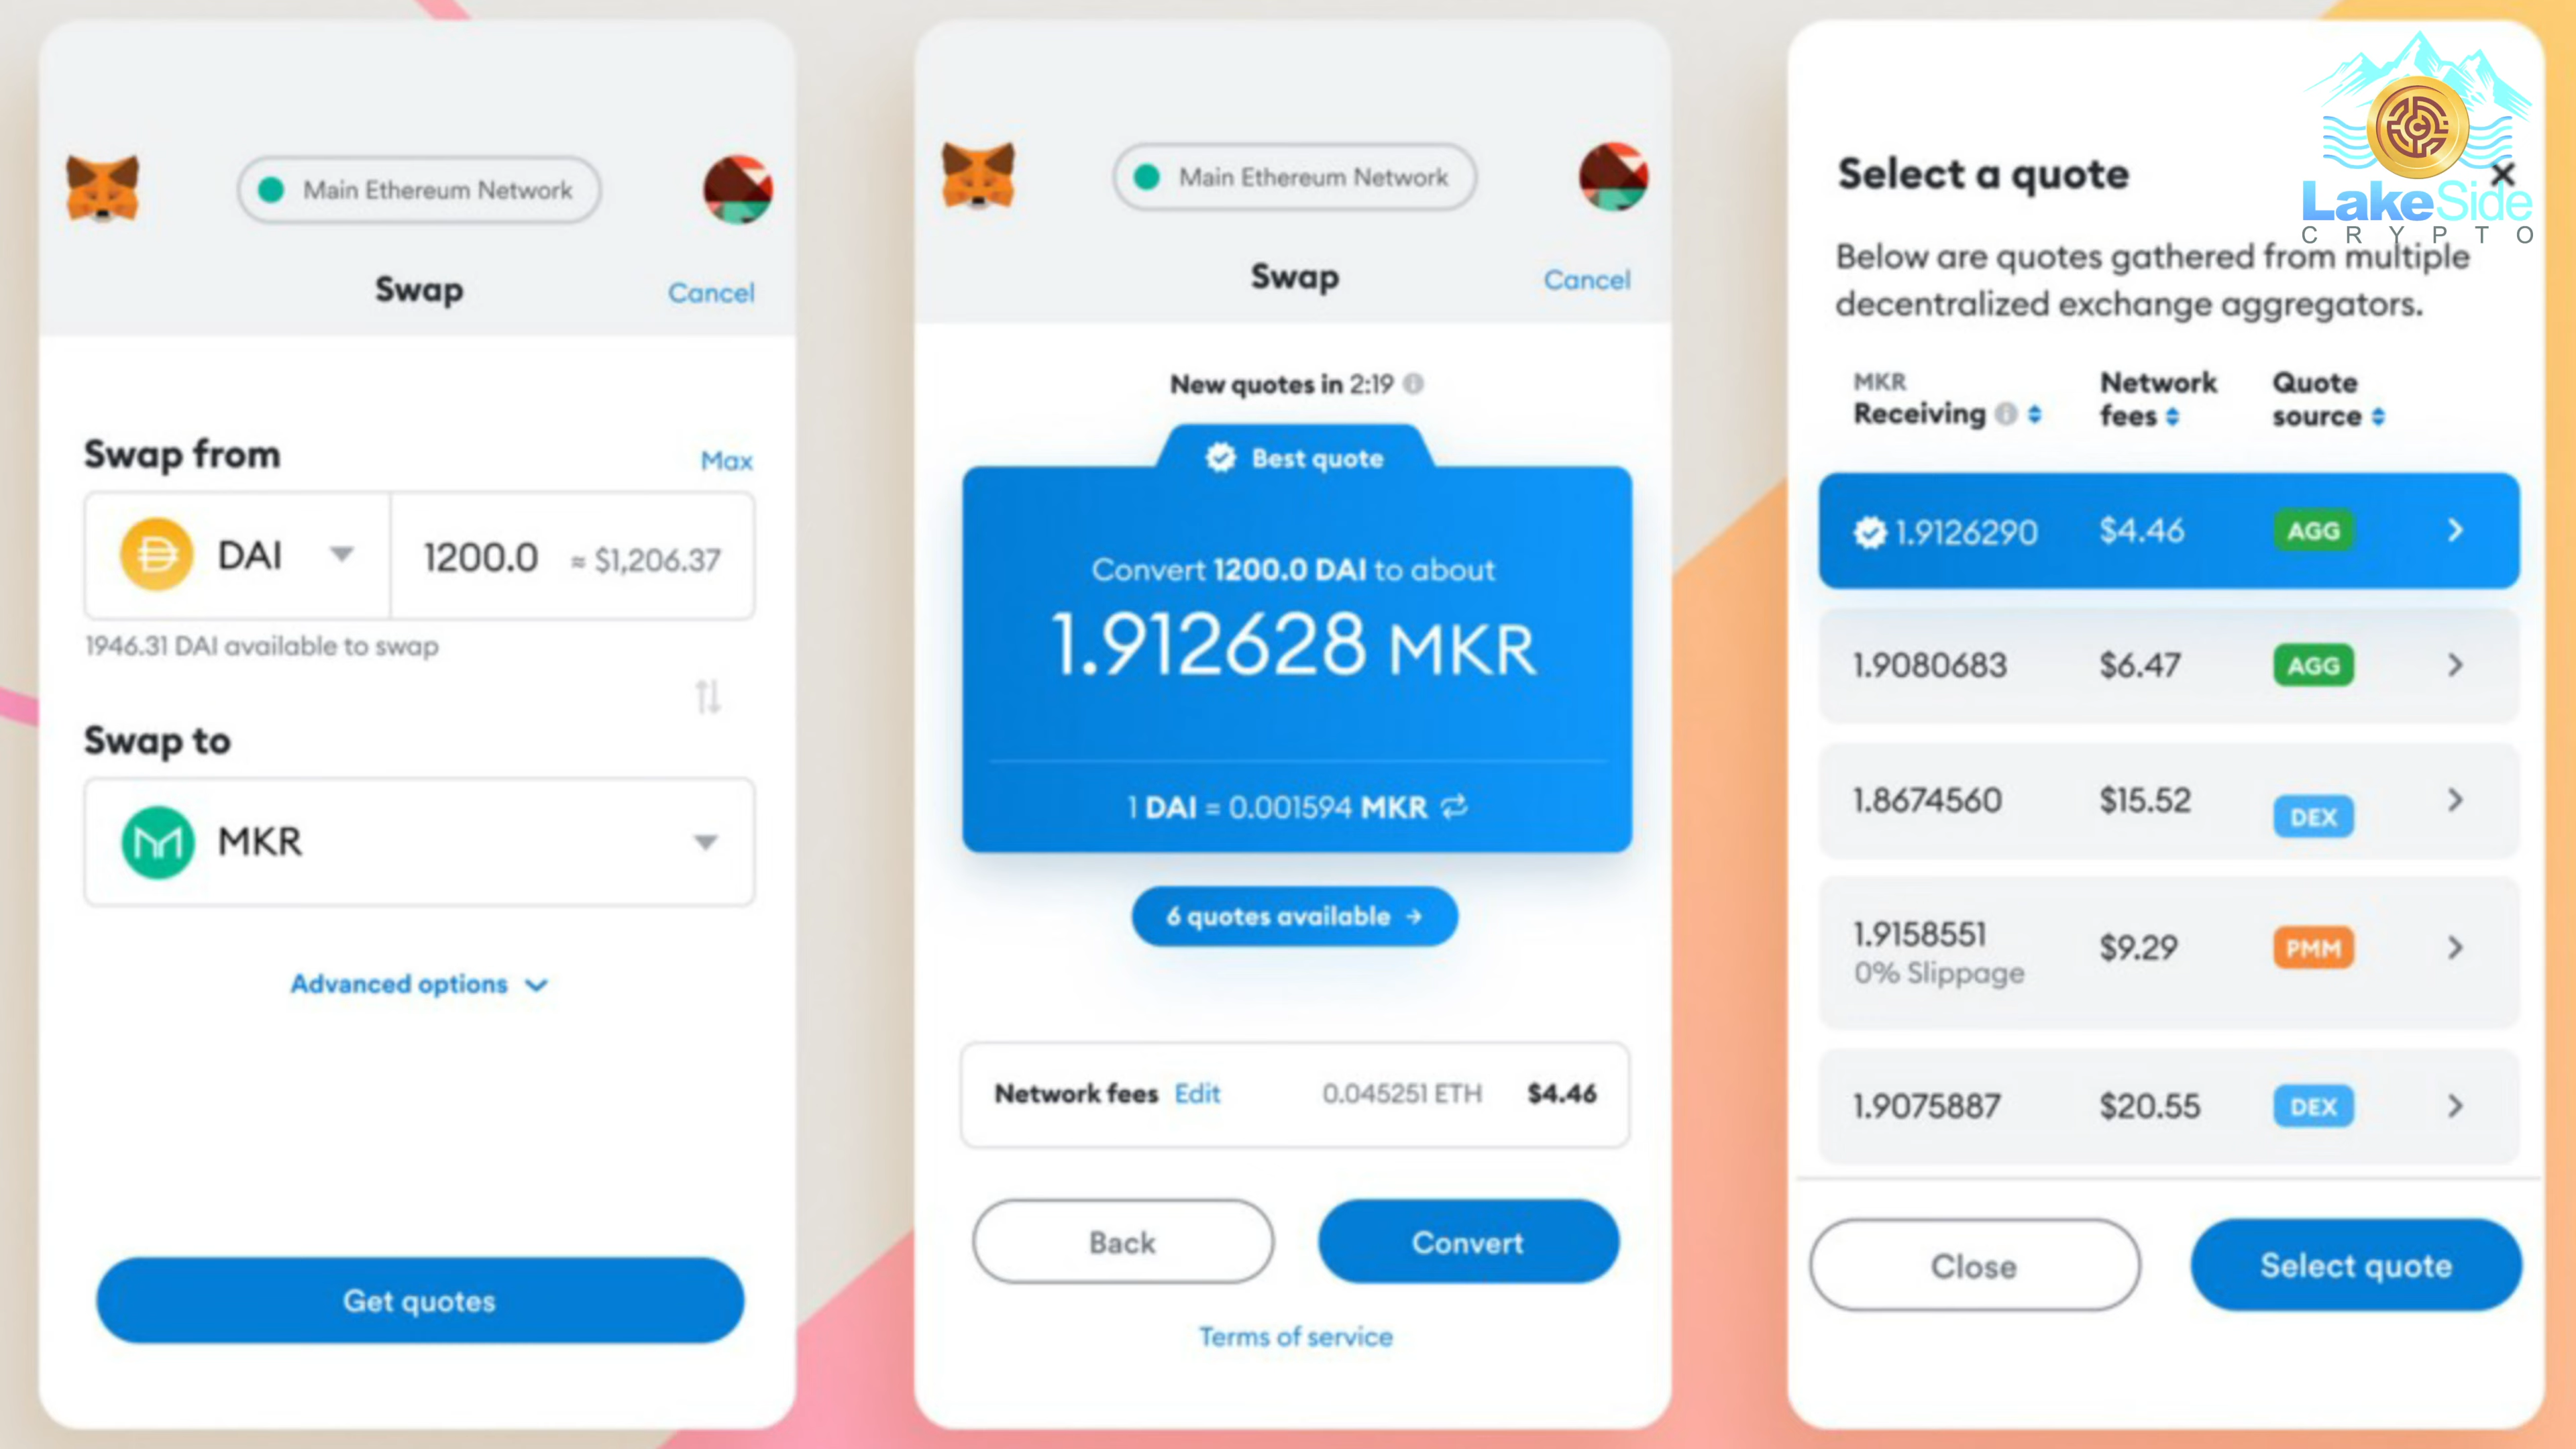 Main Ethereum Network
Swap
Cancel
Swap from
Max
DAI
1200.0
≈ $1,206.37
1946.31 DAI available to swap
Swap to
MKR
Advanced options
Get quotes
Main Ethereum Network
Swap
Cancel
New quotes in 2:19
Best quote
Convert 1200.0 DAI to about
1.912628 MKR
1 DAI = 0.001594 MKR
6 quotes available →
Network fees Edit 0.045251 ETH $4.46
Back
Convert
Terms of service
LakeSide
CRYPTO
Select a quote
Below are quotes gathered from multiple
decentralized exchange aggregators.
MKR
Receiving
Network
fees
Quote
source
1.9126290 $4.46 AGG
1.9080683 $6.47 AGG
1.8674560 $15.52 DEX
1.9158551 $9.29 PMM
0% Slippage
1.9075887 $20.55 DEX
Close
Select quote